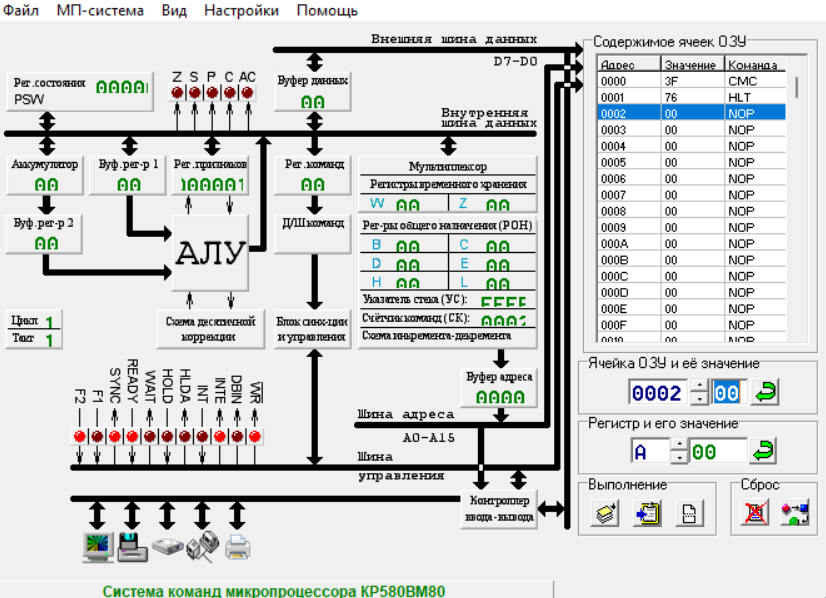 Файл МП-система Вид Настройки Помощь
Внешняя шина данных
D7-D0
Рег.состояния
PSW
Z S P C AC
Буфер данных
00
Внутренняя
шина данных
Аккумулятор
00
Буф.рег-р 1
00
Рег.признаков
Рег.команд
00
Мультиплексор
Регистры временного хранения
W 00 Z 00
Буф.рег-р 2
00
АЛУ
Д/Шкоманд
Рег-ры общего назначения (РОН)
B 00 C 00
D 00 E 00
H 00 L 00
Указатель стека (УС):
Счётчик команд (СК):
Схема инкремента-декремента
Цикл 1
Такт 1
Схема десятичной
коррекции
Блок синх-ции
и управления
Буфер адреса
0000
F2 F1 SYNC READY WAIT HOLD HLDA INT INTE DBIN WR
Шина адреса
A0-A15
Шина
управления
Контроллер
ввода-вывода
Содержимое ячеек ОЗУ
Адрес Значение Команда
0000 3F CMC
0001 76 HLT
0002 00 NOP
0003 00 NOP
0004 00 NOP
0005 00 NOP
0006 00 NOP
0007 00 NOP
0008 00 NOP
0009 00 NOP
000A 00 NOP
000B 00 NOP
000C 00 NOP
000D 00 NOP
000E 00 NOP
000F 00 NOP
0010 00 NOP
Ячейка ОЗУ и её значение
0002 00
Регистр и его значение
A 00
Выполнение
Сброс
Система команд микропроцессора КР580ВМ80